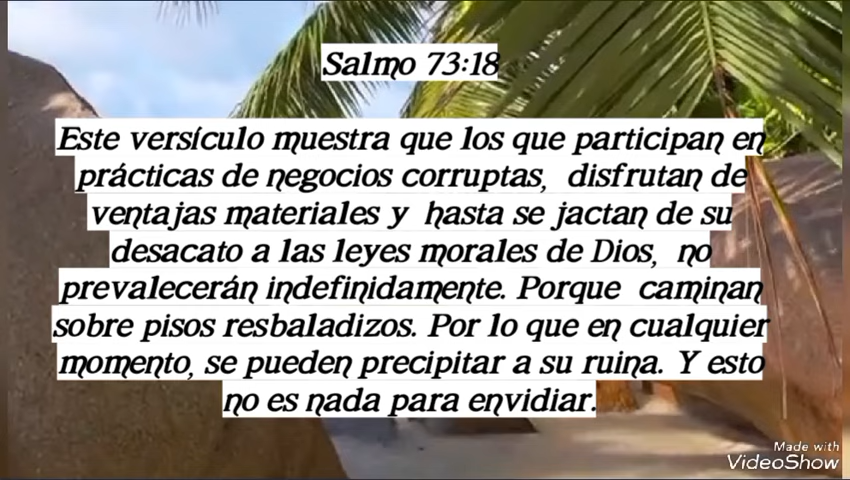 Salmo 73:18
Este versículo muestra que los que participan en
prácticas de negocios corruptas, disfrutan de
ventajas materiales y hasta se jactan de su
desacato a las leyes morales de Dios, no
prevalecerán indefinidamente. Porque caminan
sobre pisos resbaladizos. Por lo que en cualquier
momento, se pueden precipitar a su ruina. Y esto
no es nada para envidiar.
Made with
VideoShow